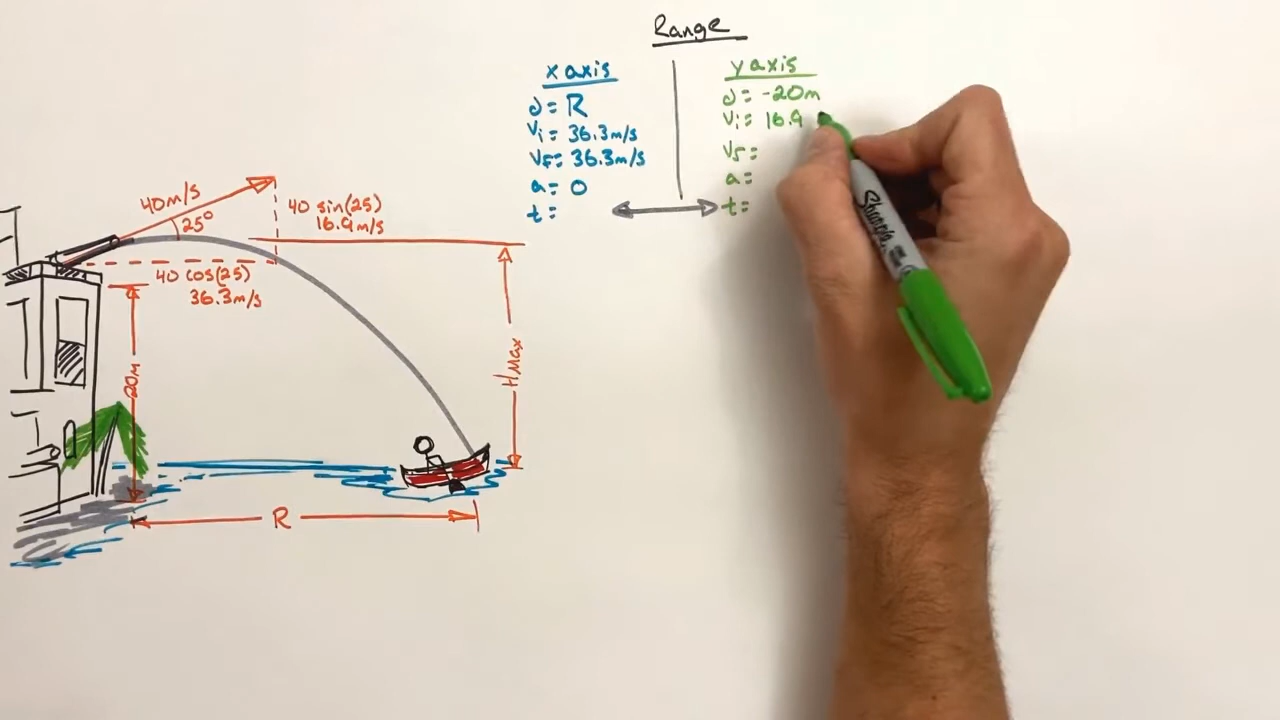 Range
x axis
d = R
Vi = 36.3m/s
Vf = 36.3m/s
a = 0
t =
y axis
d = -20m
Vi = 16.9
Vf =
a =
t =
40m/s
25°
40 sin(25)
16.9m/s
40 cos(25)
36.3m/s
20m
HMax
R
Sharpie